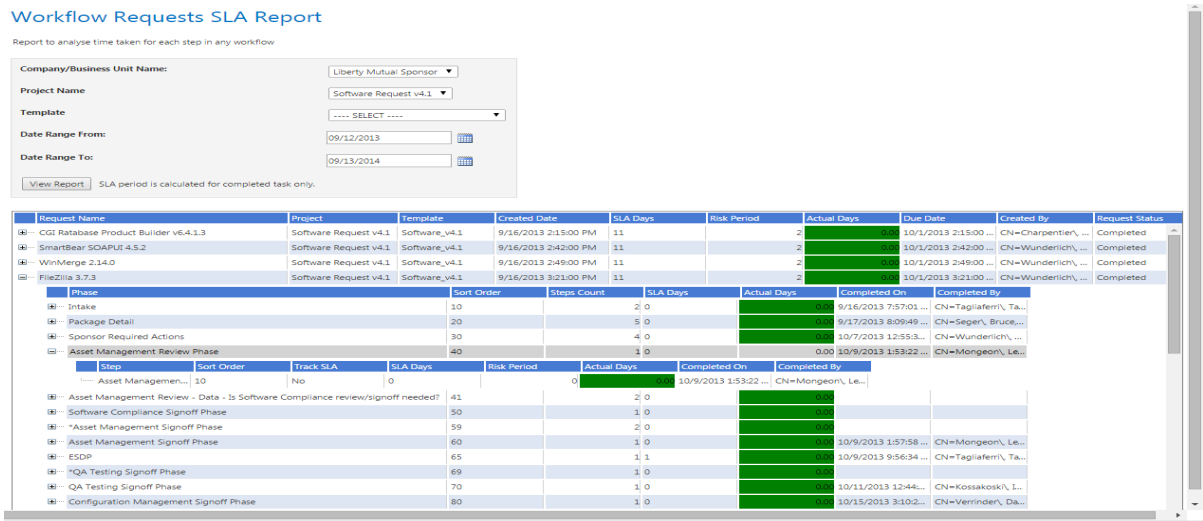 Workflow Requests SLA Report
Report to analyse time taken for each step in any workflow
Company/Business Unit Name: Liberty Mutual Sponsor
Project Name Software Request v4.1
Template ---- SELECT ----
Date Range From: 09/12/2013
Date Range To: 09/13/2014
View Report SLA period is calculated for completed task only.
Request Name Project Template Created Date SLA Days Risk Period Actual Days Due Date Created By Request Status
CGI Ratabase Product Builder v6.4.1.3 Software Request v4.1 Software_v4.1 9/16/2013 2:15:00 PM 11 2 0.00 10/1/2013 2:15:00 ... CN=Charpentier\, ... Completed
SmartBear SOAPUI 4.5.2 Software Request v4.1 Software_v4.1 9/16/2013 2:42:00 PM 11 2 0.00 10/1/2013 2:42:00 ... CN=Wunderlich\, ... Completed
WinMerge 2.14.0 Software Request v4.1 Software_v4.1 9/16/2013 2:49:00 PM 11 2 0.00 10/1/2013 2:49:00 ... CN=Wunderlich\, ... Completed
FileZilla 3.7.3 Software Request v4.1 Software_v4.1 9/16/2013 3:21:00 PM 11 2 0.00 10/1/2013 3:21:00 ... CN=Wunderlich\, ... Completed
Phase Sort Order Steps Count SLA Days Actual Days Completed On Completed By
Intake 10 2 0 0.00 9/16/2013 7:57:01 ... CN=Tagliaferri\, Ta...
Package Detail 20 5 0 0.00 9/17/2013 8:09:49 ... CN=Seger\, Bruce,...
Sponsor Required Actions 30 4 0 0.00 10/7/2013 12:55:3... CN=Wunderlich\, ...
Asset Management Review Phase 40 1 0 0.00 10/9/2013 1:53:22 ... CN=Mongeon\, Le...
Step Sort Order Track SLA SLA Days Risk Period Actual Days Completed On Completed By
Asset Managemen... 10 No 0 0 0.00 10/9/2013 1:53:22 ... CN=Mongeon\, Le...
Asset Management Review - Data - Is Software Compliance review/signoff needed? 41 2 0 0.00
Software Compliance Signoff Phase 50 1 0 0.00
*Asset Management Signoff Phase 59 2 0 0.00
Asset Management Signoff Phase 60 1 0 0.00 10/9/2013 1:57:58 ... CN=Mongeon\, Le...
ESDP 65 1 1 0.00 10/9/2013 9:56:34 ... CN=Tagliaferri\, Ta...
*QA Testing Signoff Phase 69 1 0 0.00
QA Testing Signoff Phase 70 1 0 0.00 10/11/2013 12:44:... CN=Kossakoski\, I...
Configuration Management Signoff Phase 80 1 0 0.00 10/15/2013 3:10:2... CN=Verrinder\, Da...